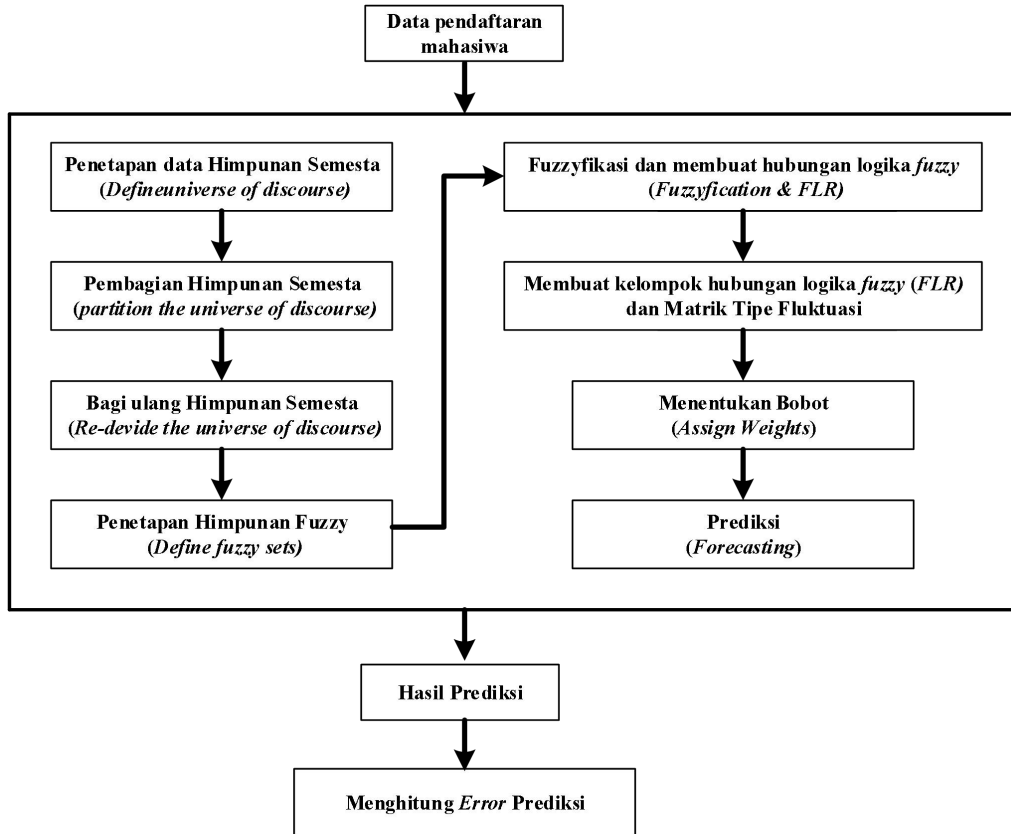 Data pendaftaran
mahasiwa
Penetapan data Himpunan Semesta
(Defineuniverse of discourse)
Pembagian Himpunan Semesta
(partition the universe of discourse)
Bagi ulang Himpunan Semesta
(Re-devide the universe of discourse)
Penetapan Himpunan Fuzzy
(Define fuzzy sets)
Fuzzyfikasi dan membuat hubungan logika fuzzy
(Fuzzyfication & FLR)
Membuat kelompok hubungan logika fuzzy (FLR)
dan Matrik Tipe Fluktuasi
Menentukan Bobot
(Assign Weights)
Prediksi
(Forecasting)
Hasil Prediksi
Menghitung Error Prediksi